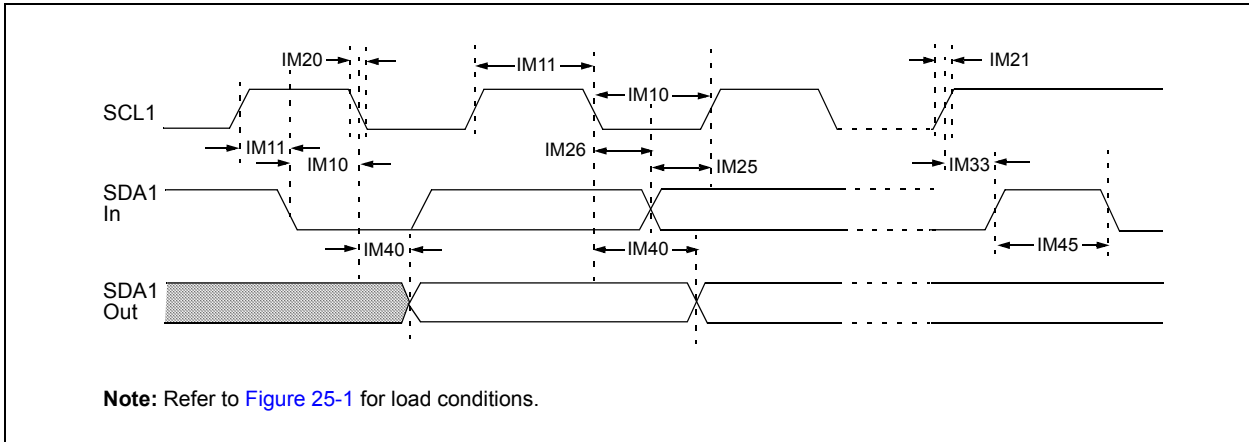 IM20
IM11
IM21
IM10
SCL1
IM11
IM10
IM26
IM25
IM33
SDA1
In
IM40
IM40
IM45
SDA1
Out
Note: Refer to Figure 25-1 for load conditions.